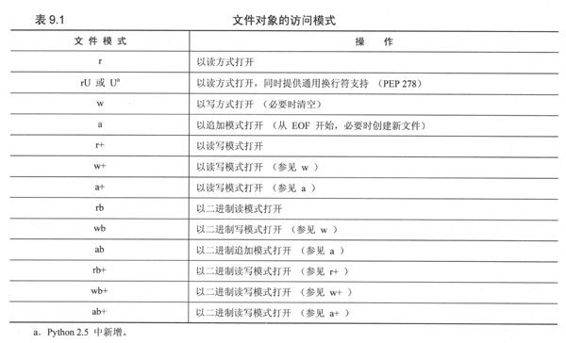 表 9.1 文件对象的访问模式
文 件 模 式 操 作
r 以读方式打开
rU 或 Uª 以读方式打开，同时提供通用换行符支持 （PEP 278）
w 以写方式打开 （必要时清空）
a 以追加模式打开 （从 EOF 开始，必要时创建新文件）
r+ 以读写模式打开
w+ 以读写模式打开 （参见 w ）
a+ 以读写模式打开 （参见 a ）
rb 以二进制读模式打开
wb 以二进制写模式打开 （参见 w ）
ab 以二进制追加模式打开 （参见 a ）
rb+ 以二进制读写模式打开 （参见 r+ ）
wb+ 以二进制读写模式打开 （参见 w+ ）
ab+ 以二进制读写模式打开 （参见 a+ ）
a．Python 2.5 中新增。